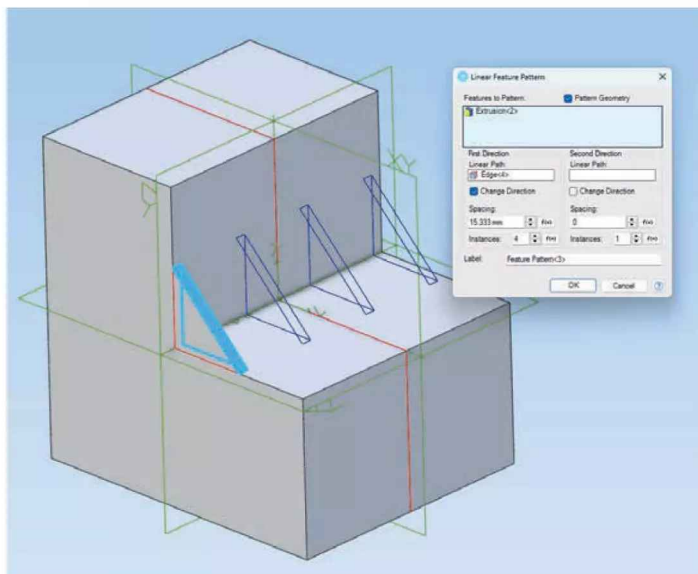 Linear Feature Pattern
Features to Pattern:
Pattern Geometry
Extrusion<2>
First Direction
Second Direction
Linear Path:
Linear Path:
Edge<4>
Change Direction
Change Direction
Spacing:
Spacing:
15.333 mm
f(x)
0
f(x)
Instances:
4
f(x)
Instances:
1
f(x)
Label:
Feature Pattern<3>
OK
Cancel
?
XY